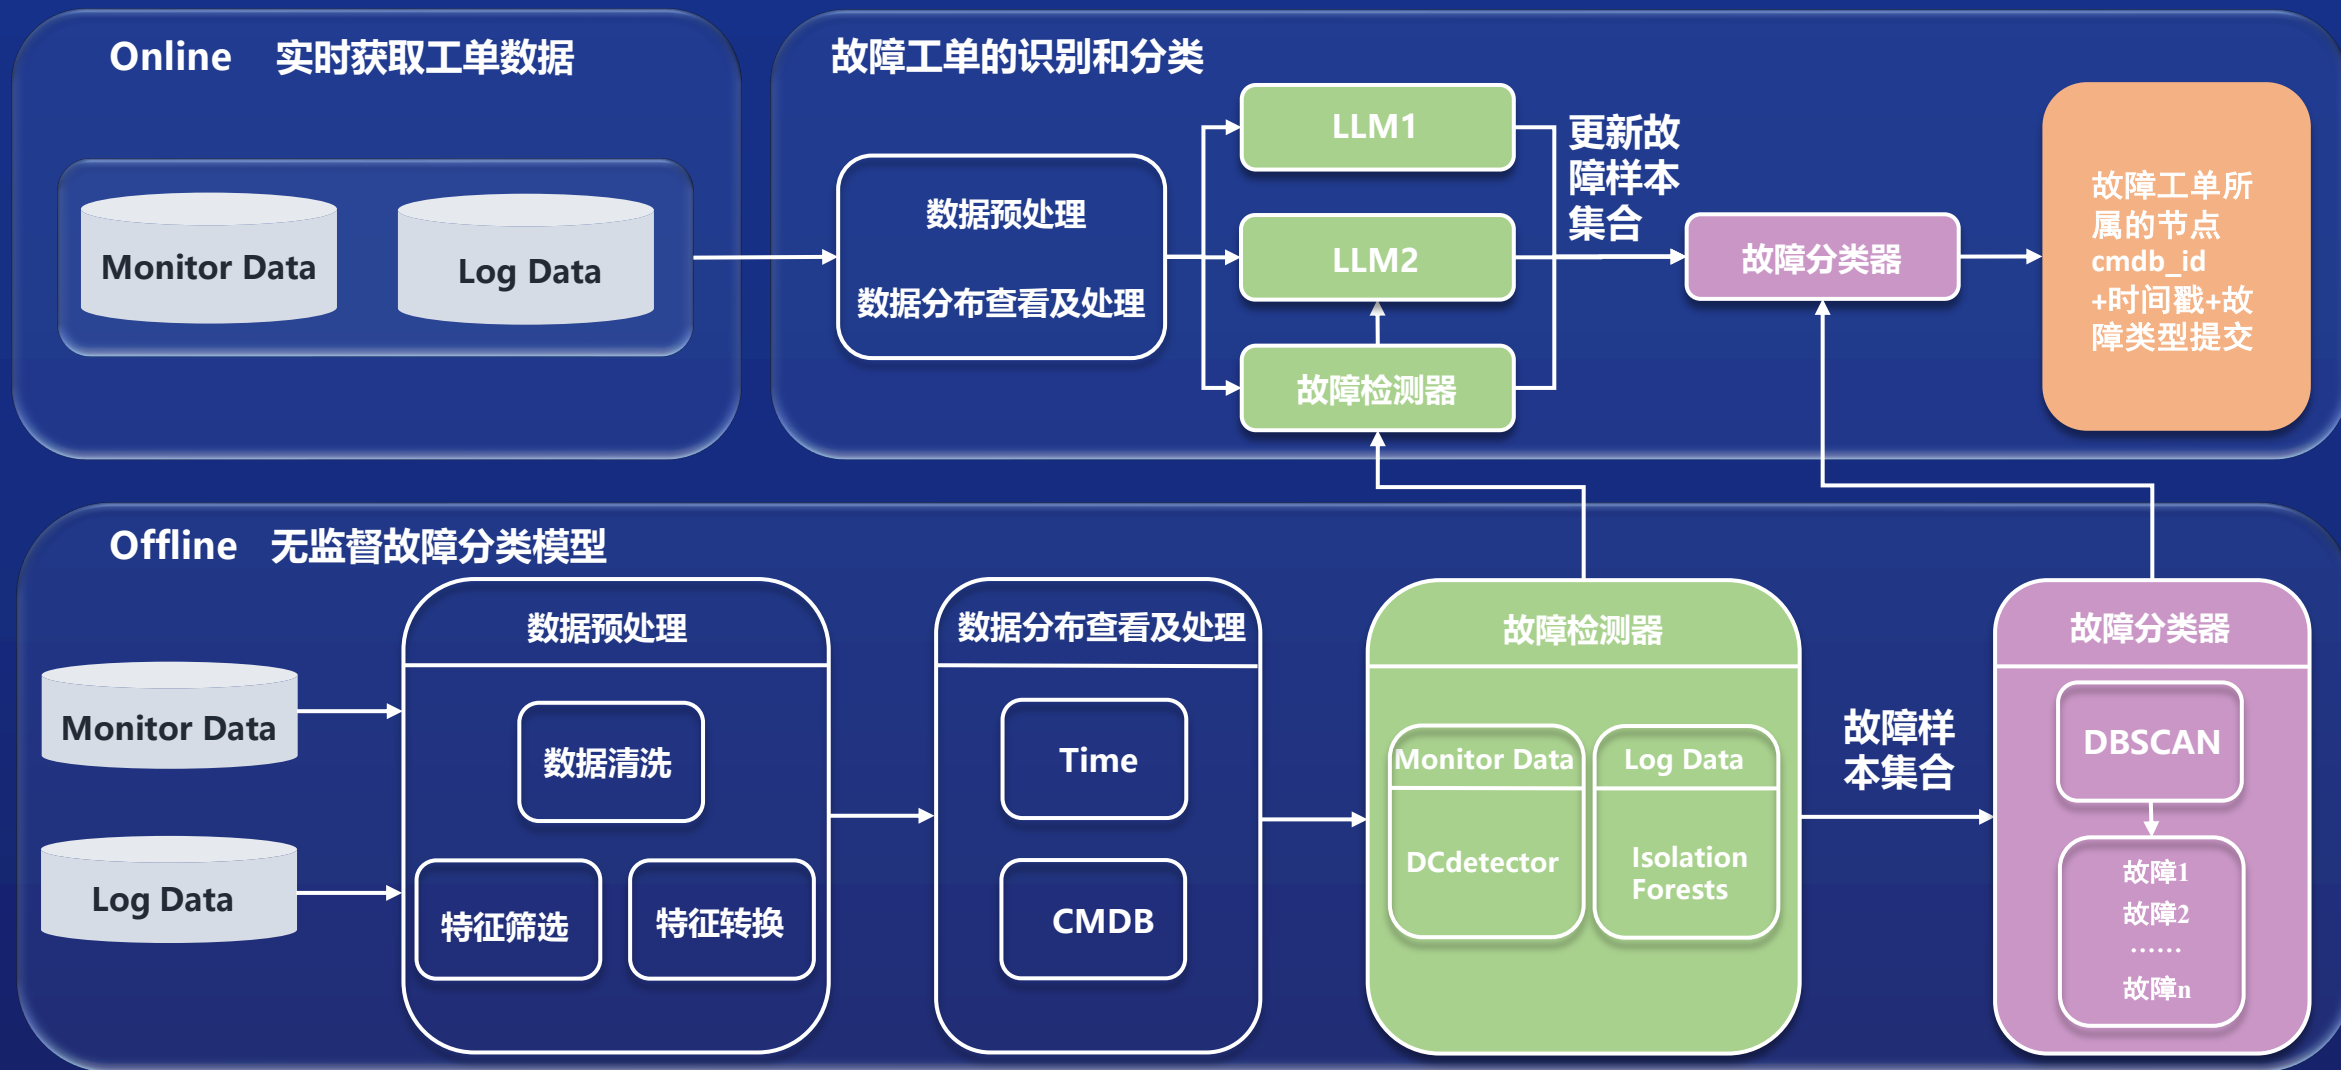 Online 实时获取工单数据
Monitor Data
Log Data
故障工单的识别和分类
数据预处理
数据分布查看及处理
LLM1
LLM2
故障检测器
更新故
障样本
集合
故障分类器
故障工单所
属的节点
cmdb_id
+时间戳+故
障类型提交
Offline 无监督故障分类模型
Monitor Data
Log Data
数据预处理
数据清洗
特征筛选
特征转换
数据分布查看及处理
Time
CMDB
故障检测器
Monitor Data
DCdetector
Log Data
Isolation
Forests
故障样
本集合
故障分类器
DBSCAN
故障1
故障2
……
故障n